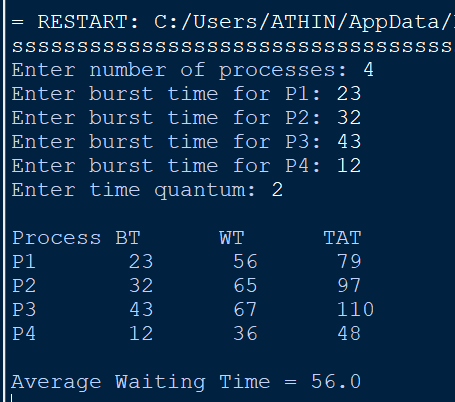 = RESTART: C:/Users/ATHIN/AppData/
ssssssssssssssssssssssssssssssssss
Enter number of processes: 4
Enter burst time for P1: 23
Enter burst time for P2: 32
Enter burst time for P3: 43
Enter burst time for P4: 12
Enter time quantum: 2
Process BT WT TAT
P1 23 56 79
P2 32 65 97
P3 43 67 110
P4 12 36 48
Average Waiting Time = 56.0